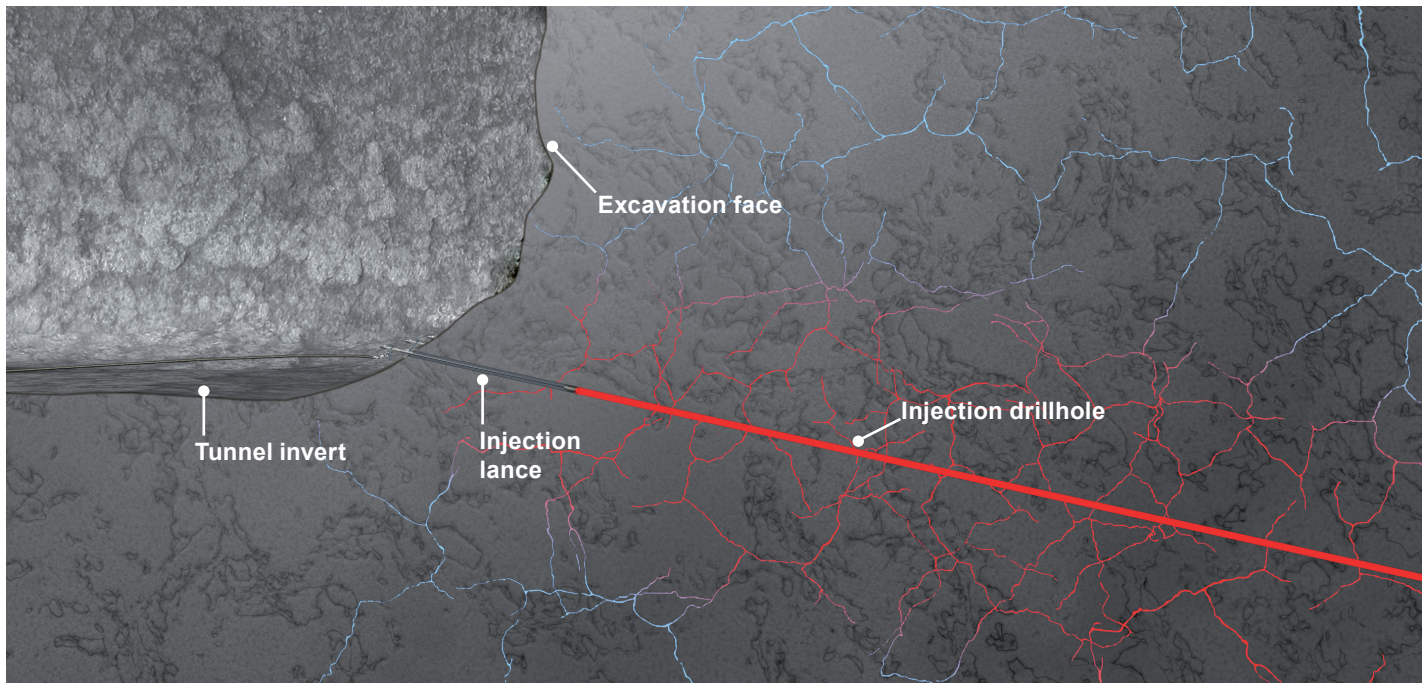 Excavation face
Injection drillhole
Tunnel invert
Injection
lance